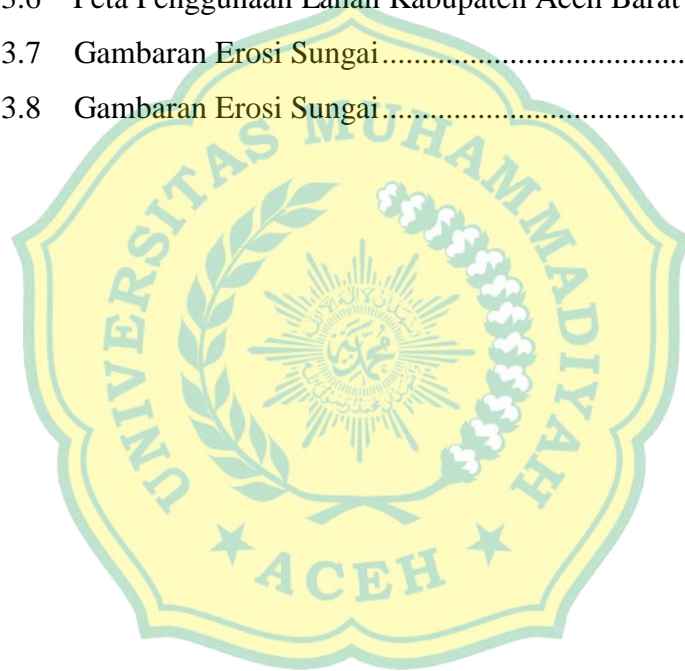 3.6 Peta Penggunaan Lahan Kabupaten Aceh Barat
3.7 Gambaran Erosi Sungai......................................
3.8 Gambaran Erosi Sungai......................................
UNIVERSITAS MUHAMMADIYAH
محمد
★ ACEH ★